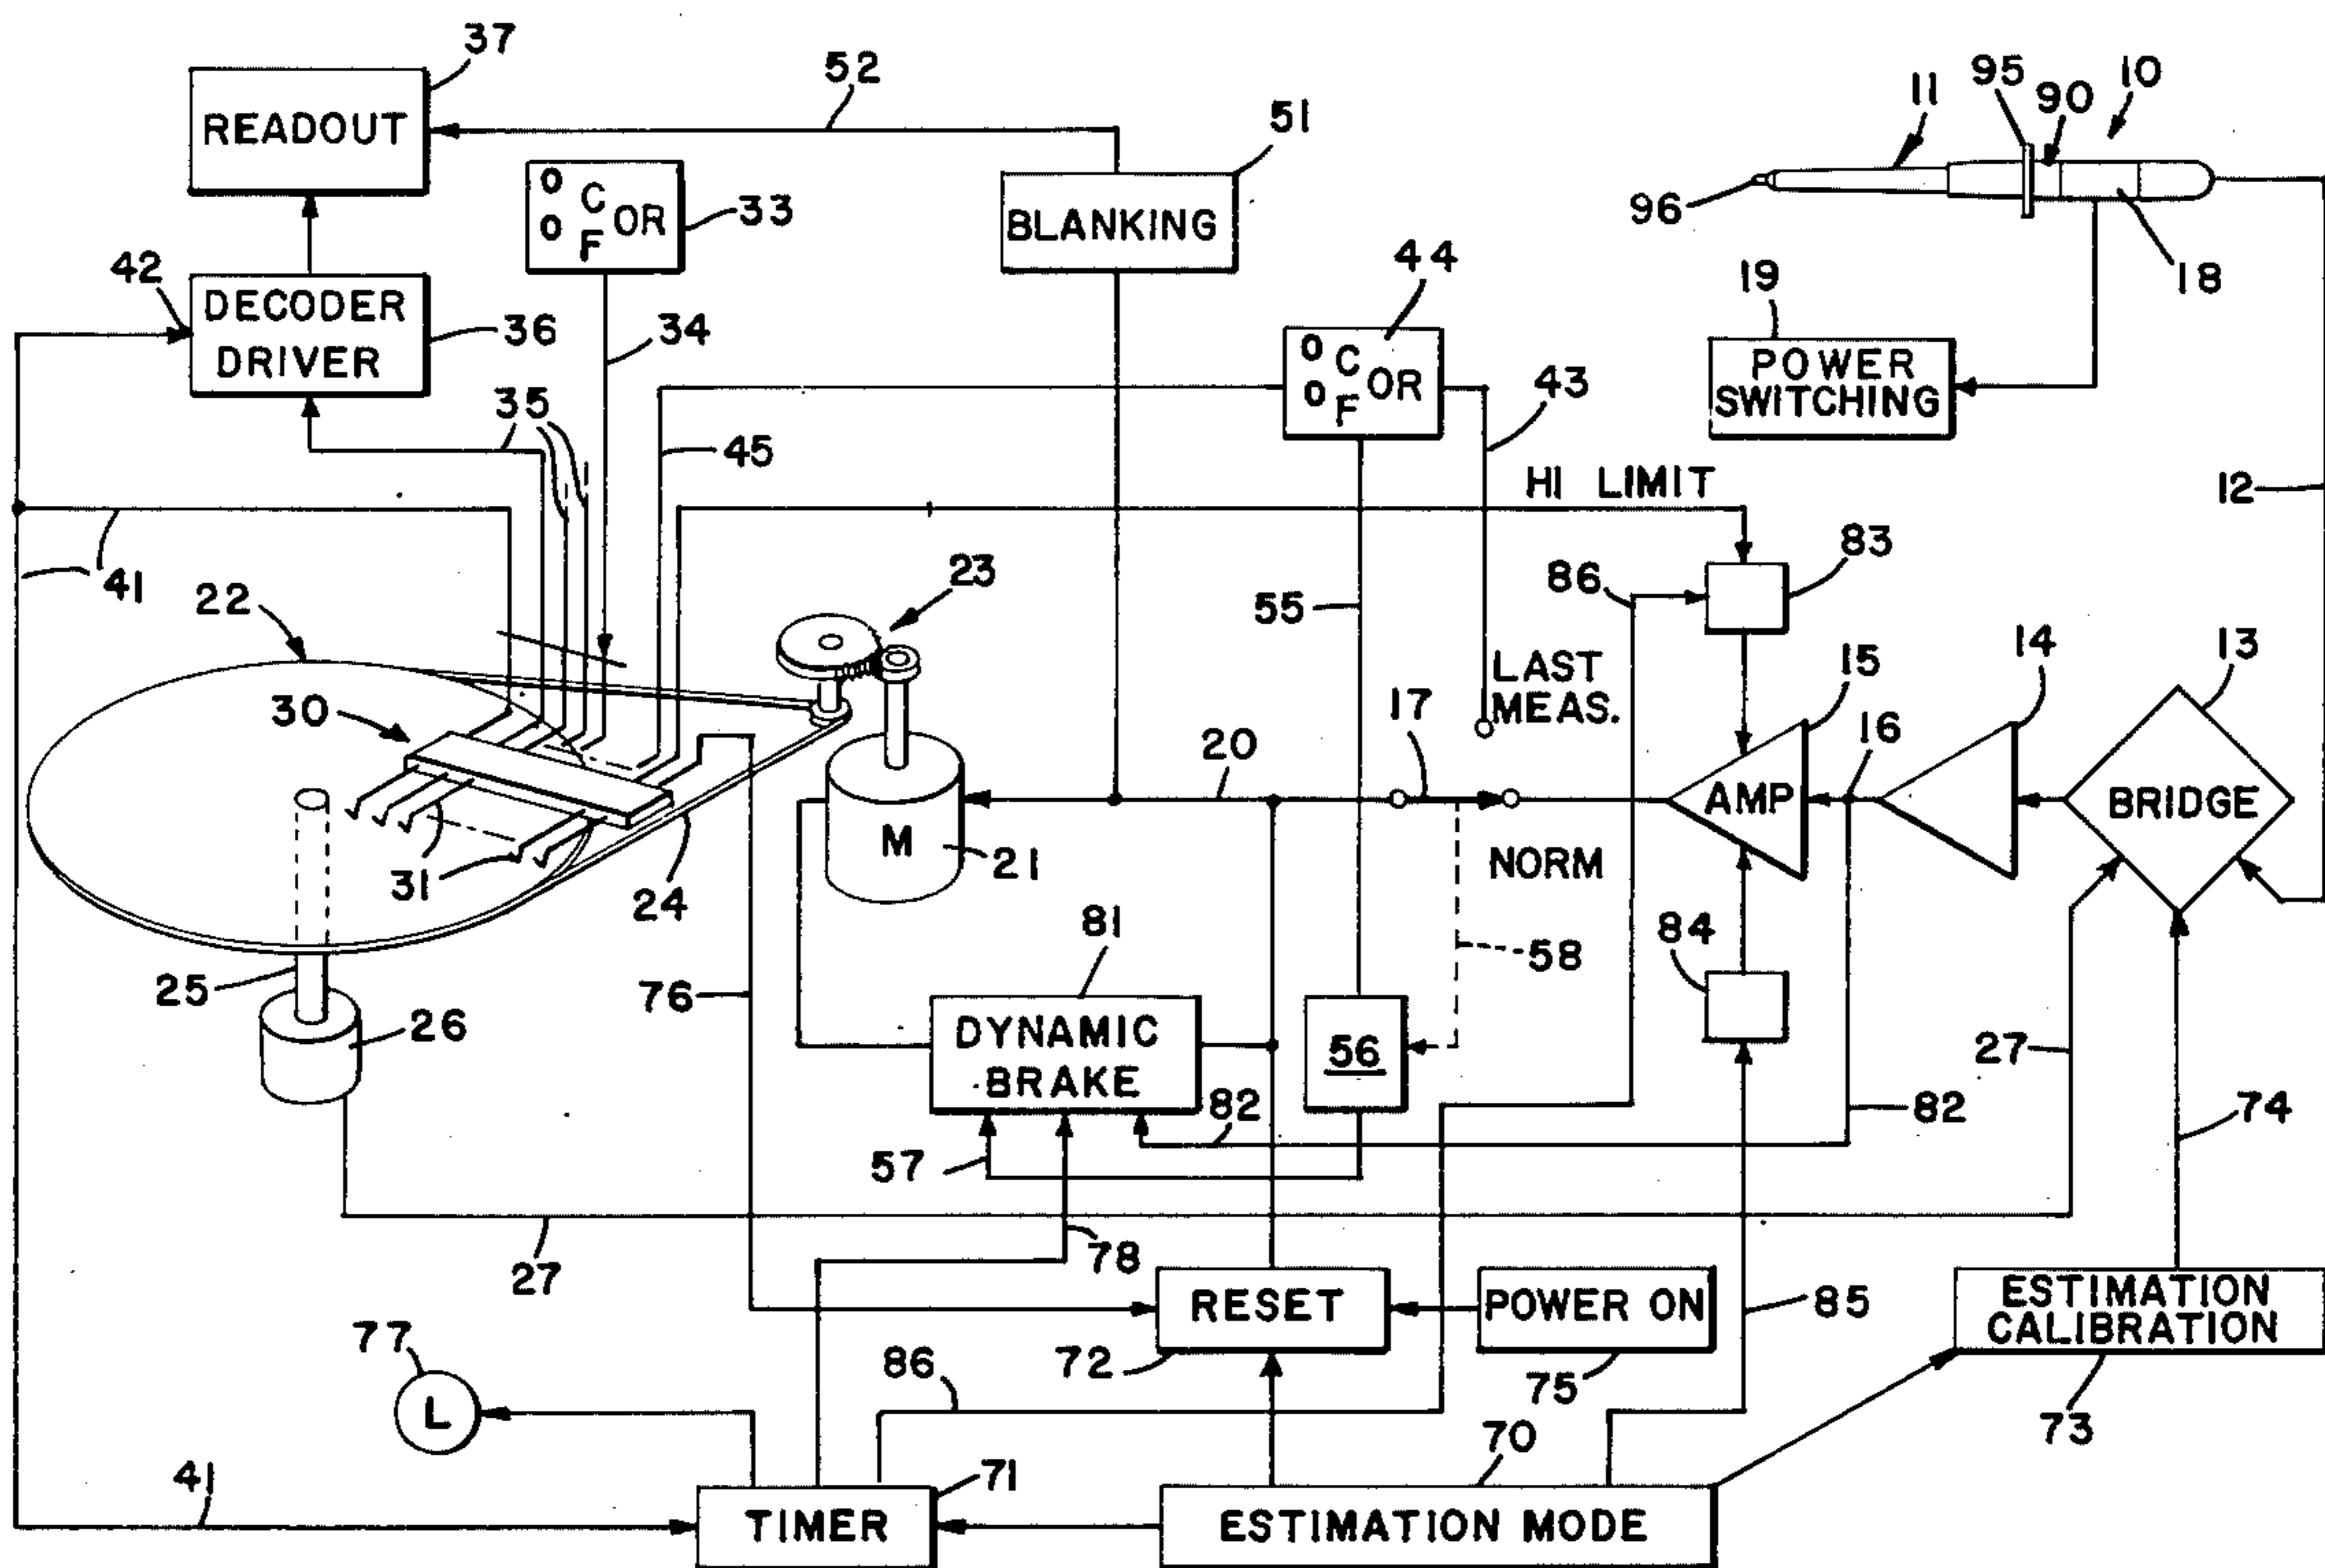 37
52
95
90
10
11
51
READOUT
o C OR
o F
33
BLANKING
96
18
44
19
42
DECODER
DRIVER
36
34
o C OR
o F
43
POWER
SWITCHING
35
45
HI LIMIT
12
41
22
23
55
86
83
30
LAST
MEAS.
17
15
14
13
20
16
AMP
BRIDGE
M
21
31
24
NORM
81
84
58
25
26
76
DYNAMIC
BRAKE
56
27
82
82
74
57
27
78
RESET
POWER ON
85
ESTIMATION
CALIBRATION
77
86
72
75
L
70
73
41
71
TIMER
ESTIMATION MODE